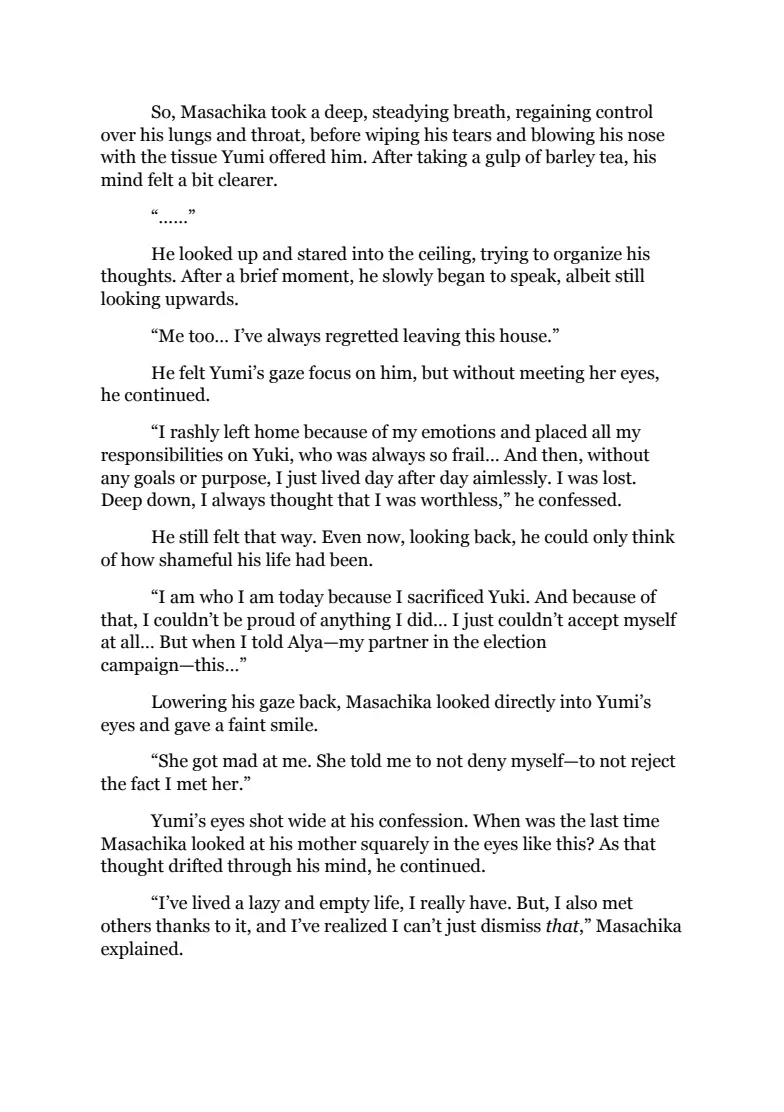 So, Masachika took a deep, steadying breath, regaining control
over his lungs and throat, before wiping his tears and blowing his nose
with the tissue Yumi offered him. After taking a gulp of barley tea, his
mind felt a bit clearer.
“......”
He looked up and stared into the ceiling, trying to organize his
thoughts. After a brief moment, he slowly began to speak, albeit still
looking upwards.
“Me too... I’ve always regretted leaving this house.”
He felt Yumi’s gaze focus on him, but without meeting her eyes,
he continued.
“I rashly left home because of my emotions and placed all my
responsibilities on Yuki, who was always so frail... And then, without
any goals or purpose, I just lived day after day aimlessly. I was lost.
Deep down, I always thought that I was worthless,” he confessed.
He still felt that way. Even now, looking back, he could only think
of how shameful his life had been.
“I am who I am today because I sacrificed Yuki. And because of
that, I couldn’t be proud of anything I did... I just couldn’t accept myself
at all... But when I told Alya—my partner in the election
campaign—this...”
Lowering his gaze back, Masachika looked directly into Yumi’s
eyes and gave a faint smile.
“She got mad at me. She told me to not deny myself—to not reject
the fact I met her.”
Yumi’s eyes shot wide at his confession. When was the last time
Masachika looked at his mother squarely in the eyes like this? As that
thought drifted through his mind, he continued.
“I’ve lived a lazy and empty life, I really have. But, I also met
others thanks to it, and I’ve realized I can’t just dismiss that,” Masachika
explained.